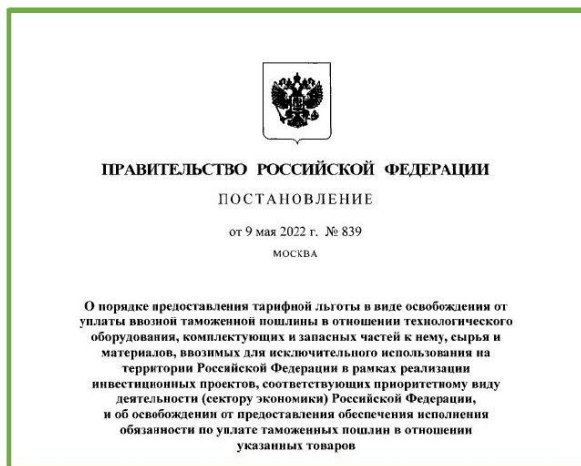 ПРАВИТЕЛЬСТВО РОССИЙСКОЙ ФЕДЕРАЦИИ
ПОСТАНОВЛЕНИЕ
от 9 мая 2022 г. № 839
МОСКВА
О порядке предоставления тарифной льготы в виде освобождения от
уплаты ввозной таможенной пошлины в отношении технологического
оборудования, комплектующих и запасных частей к нему, сырья и
материалов, ввозимых для исключительного использования на
территории Российской Федерации в рамках реализации
инвестиционных проектов, соответствующих приоритетному виду
деятельности (сектору экономики) Российской Федерации,
и об освобождении от предоставления обеспечения исполнения
обязанности по уплате таможенных пошлин в отношении
указанных товаров